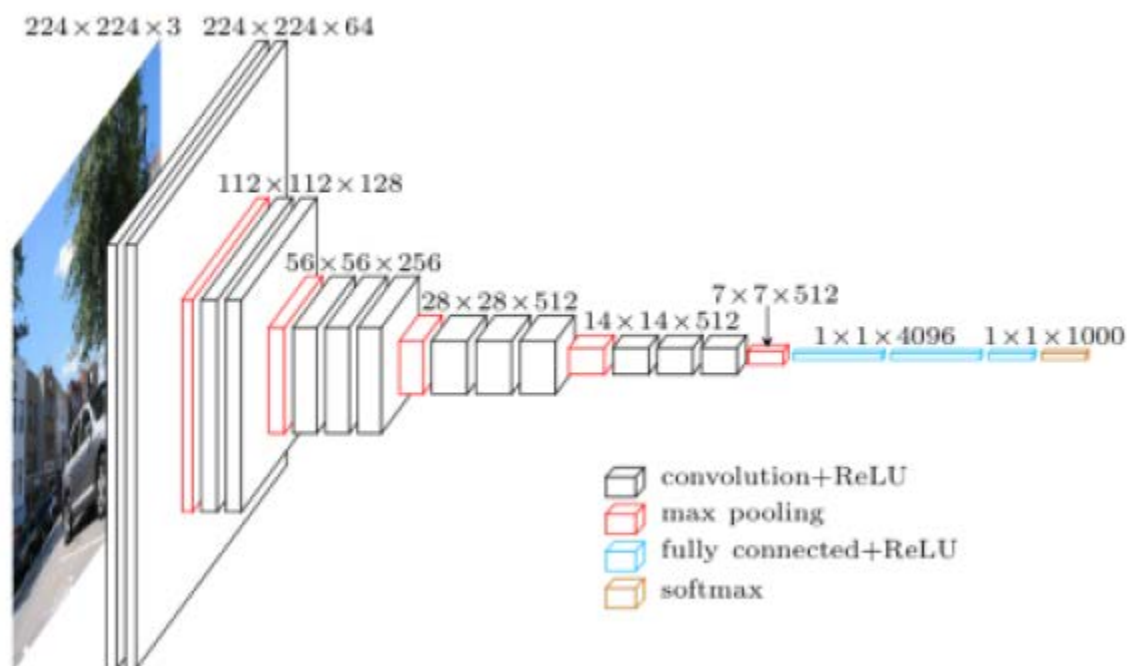 224 × 224 × 3
224 × 224 × 64
112 × 112 × 128
56 × 56 × 256
28 × 28 × 512
14 × 14 × 512
7 × 7 × 512
1 × 1 × 4096
1 × 1 × 1000
convolution+ReLU
max pooling
fully connected+ReLU
softmax